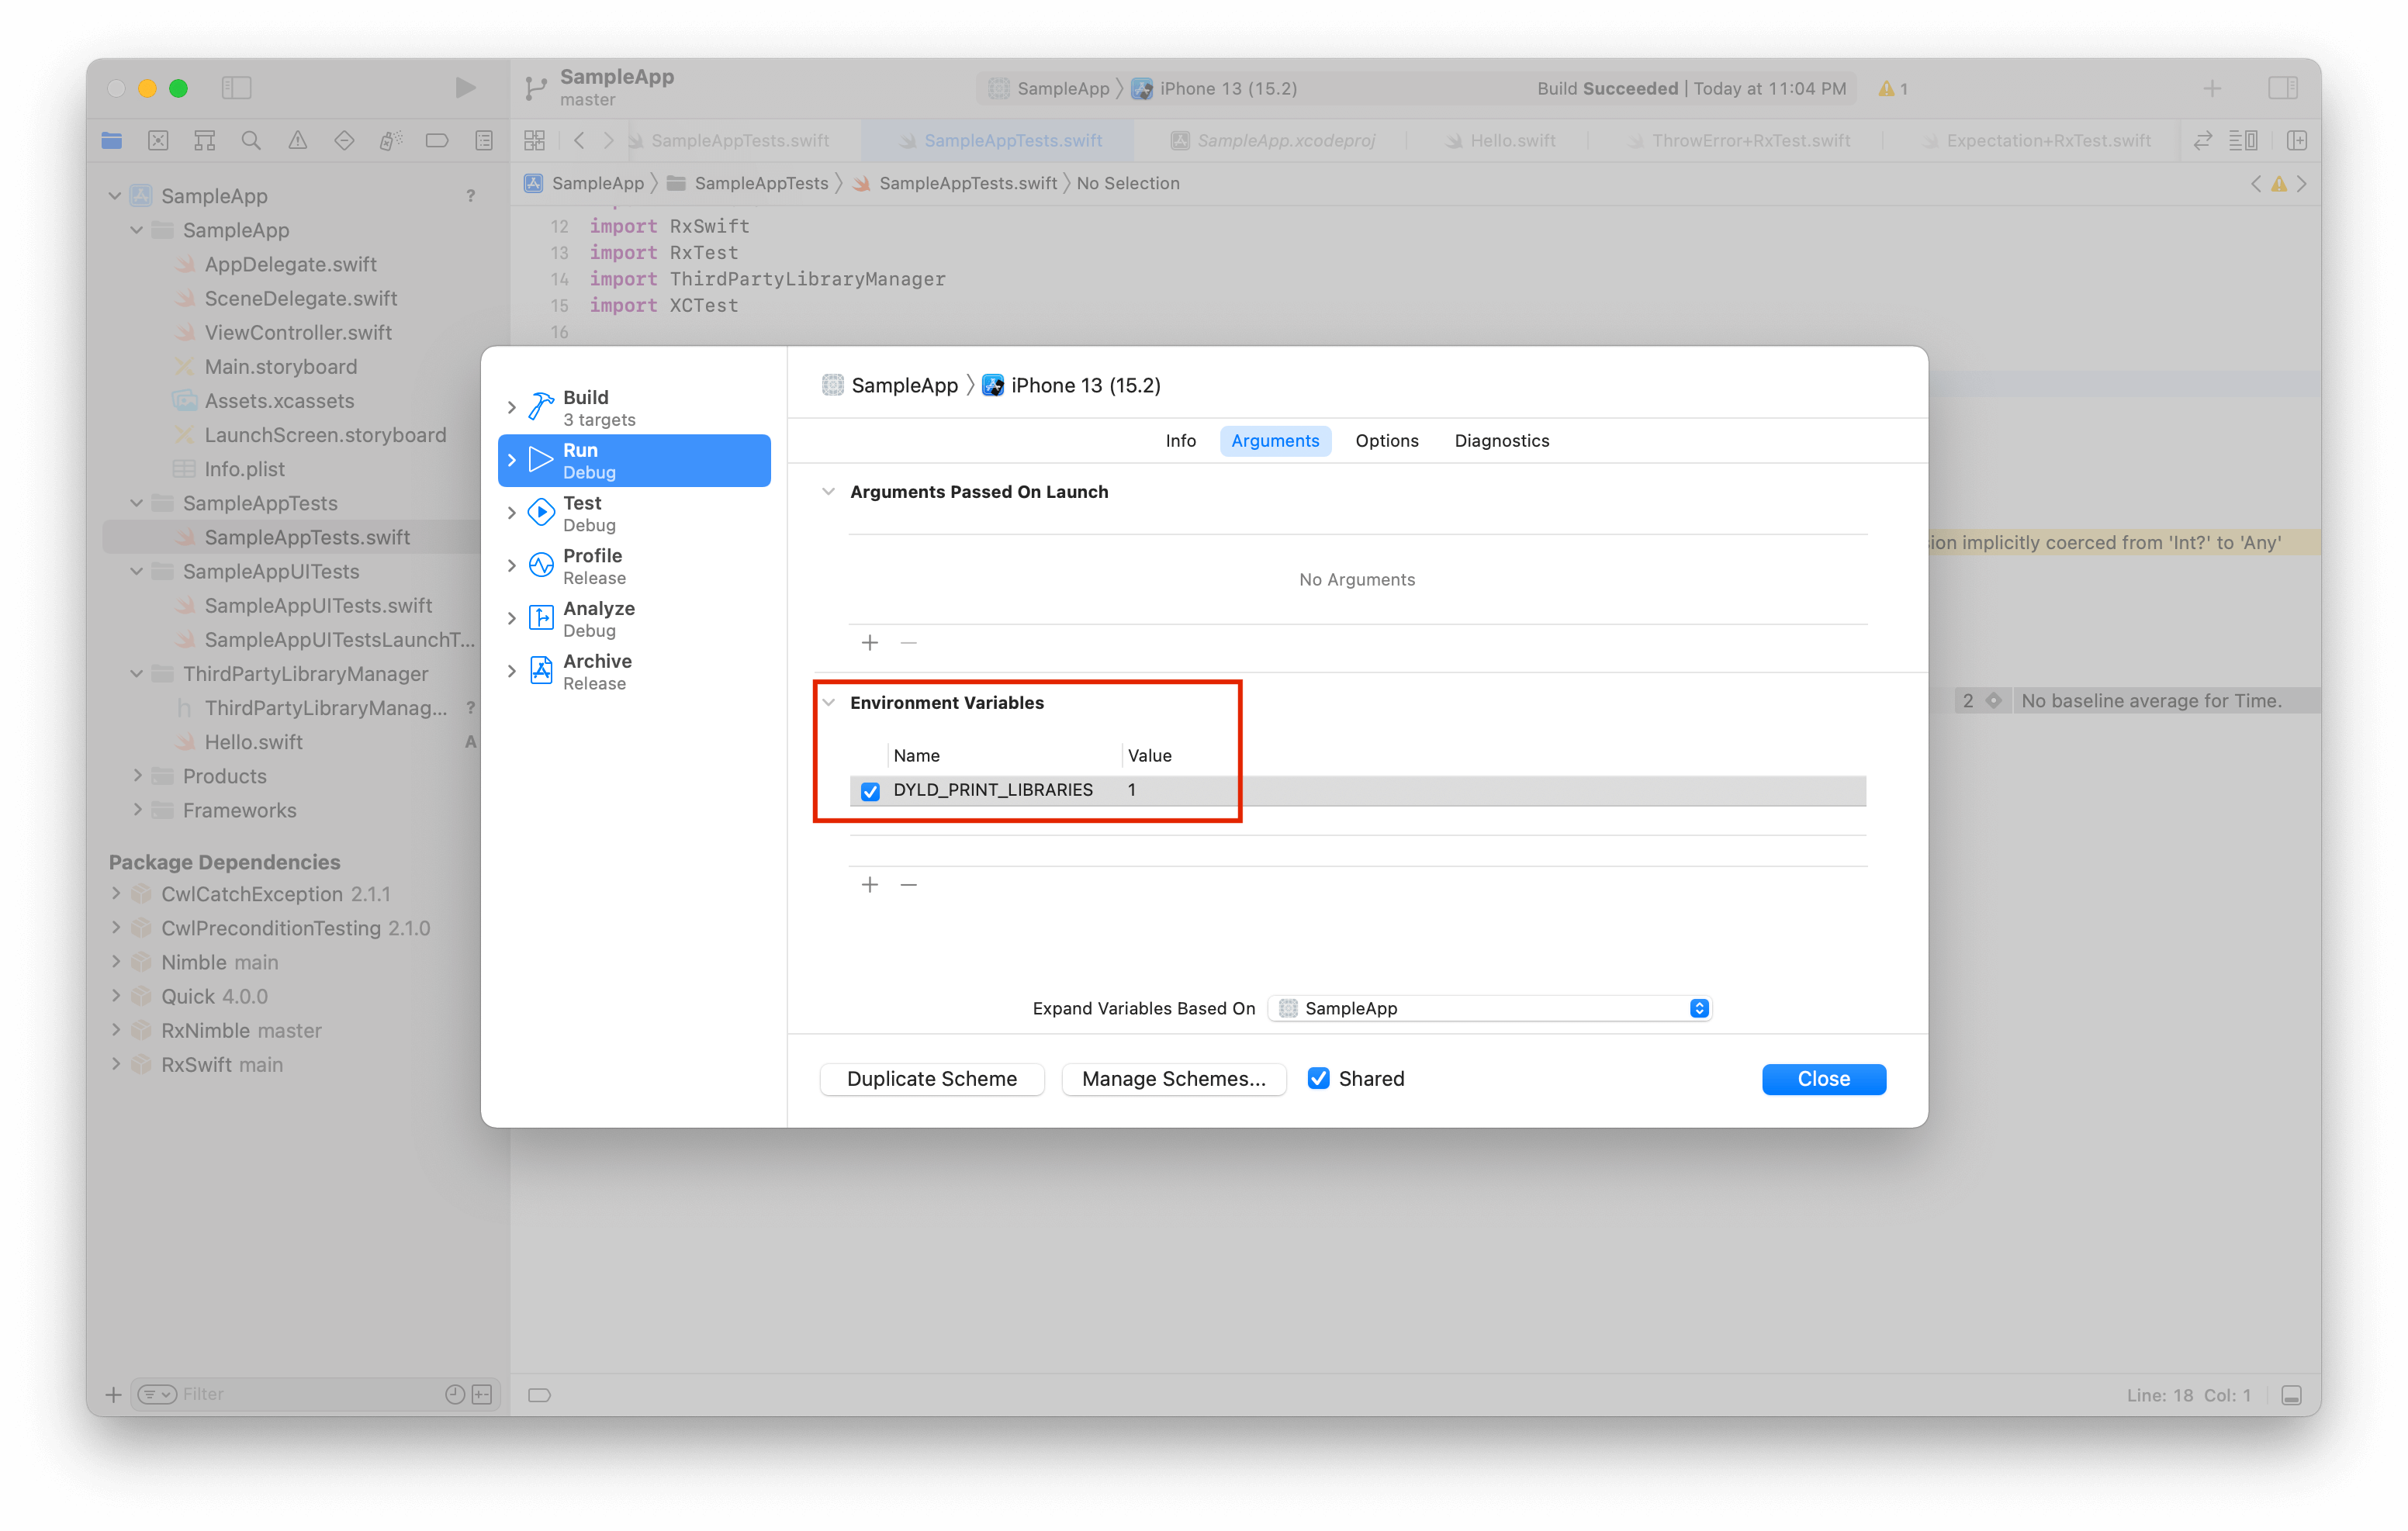 SampleApp
master
SampleApp 〉 iPhone 13 (15.2)
Build Succeeded | Today at 11:04 PM
1
SampleAppTests.swift
SampleAppTests.swift
SampleApp.xcodeproj
Hello.swift
ThrowError+RxTest.swift
Expectation+RxTest.swift
SampleApp 〉 SampleAppTests 〉 SampleAppTests.swift 〉 No Selection
SampleApp ?
SampleApp
AppDelegate.swift
SceneDelegate.swift
ViewController.swift
Main.storyboard
Assets.xcassets
LaunchScreen.storyboard
Info.plist
SampleAppTests
SampleAppTests.swift
SampleAppUITests
SampleAppUITests.swift
SampleAppUITestsLaunchT...
ThirdPartyLibraryManager
ThirdPartyLibraryManag... ?
Hello.swift A
Products
Frameworks
Package Dependencies
CwlCatchException 2.1.1
CwlPreconditionTesting 2.1.0
Nimble main
Quick 4.0.0
RxNimble master
RxSwift main
Filter
12 import RxSwift
13 import RxTest
14 import ThirdPartyLibraryManager
15 import XCTest
16
ion implicitly coerced from 'Int?' to 'Any'
2 No baseline average for Time.
Build
3 targets
Run
Debug
Test
Debug
Profile
Release
Analyze
Debug
Archive
Release
SampleApp 〉 iPhone 13 (15.2)
Info Arguments Options Diagnostics
Arguments Passed On Launch
No Arguments
Environment Variables
Name Value
DYLD_PRINT_LIBRARIES 1
Expand Variables Based On SampleApp
Duplicate Scheme Manage Schemes... Shared Close
Line: 18 Col: 1